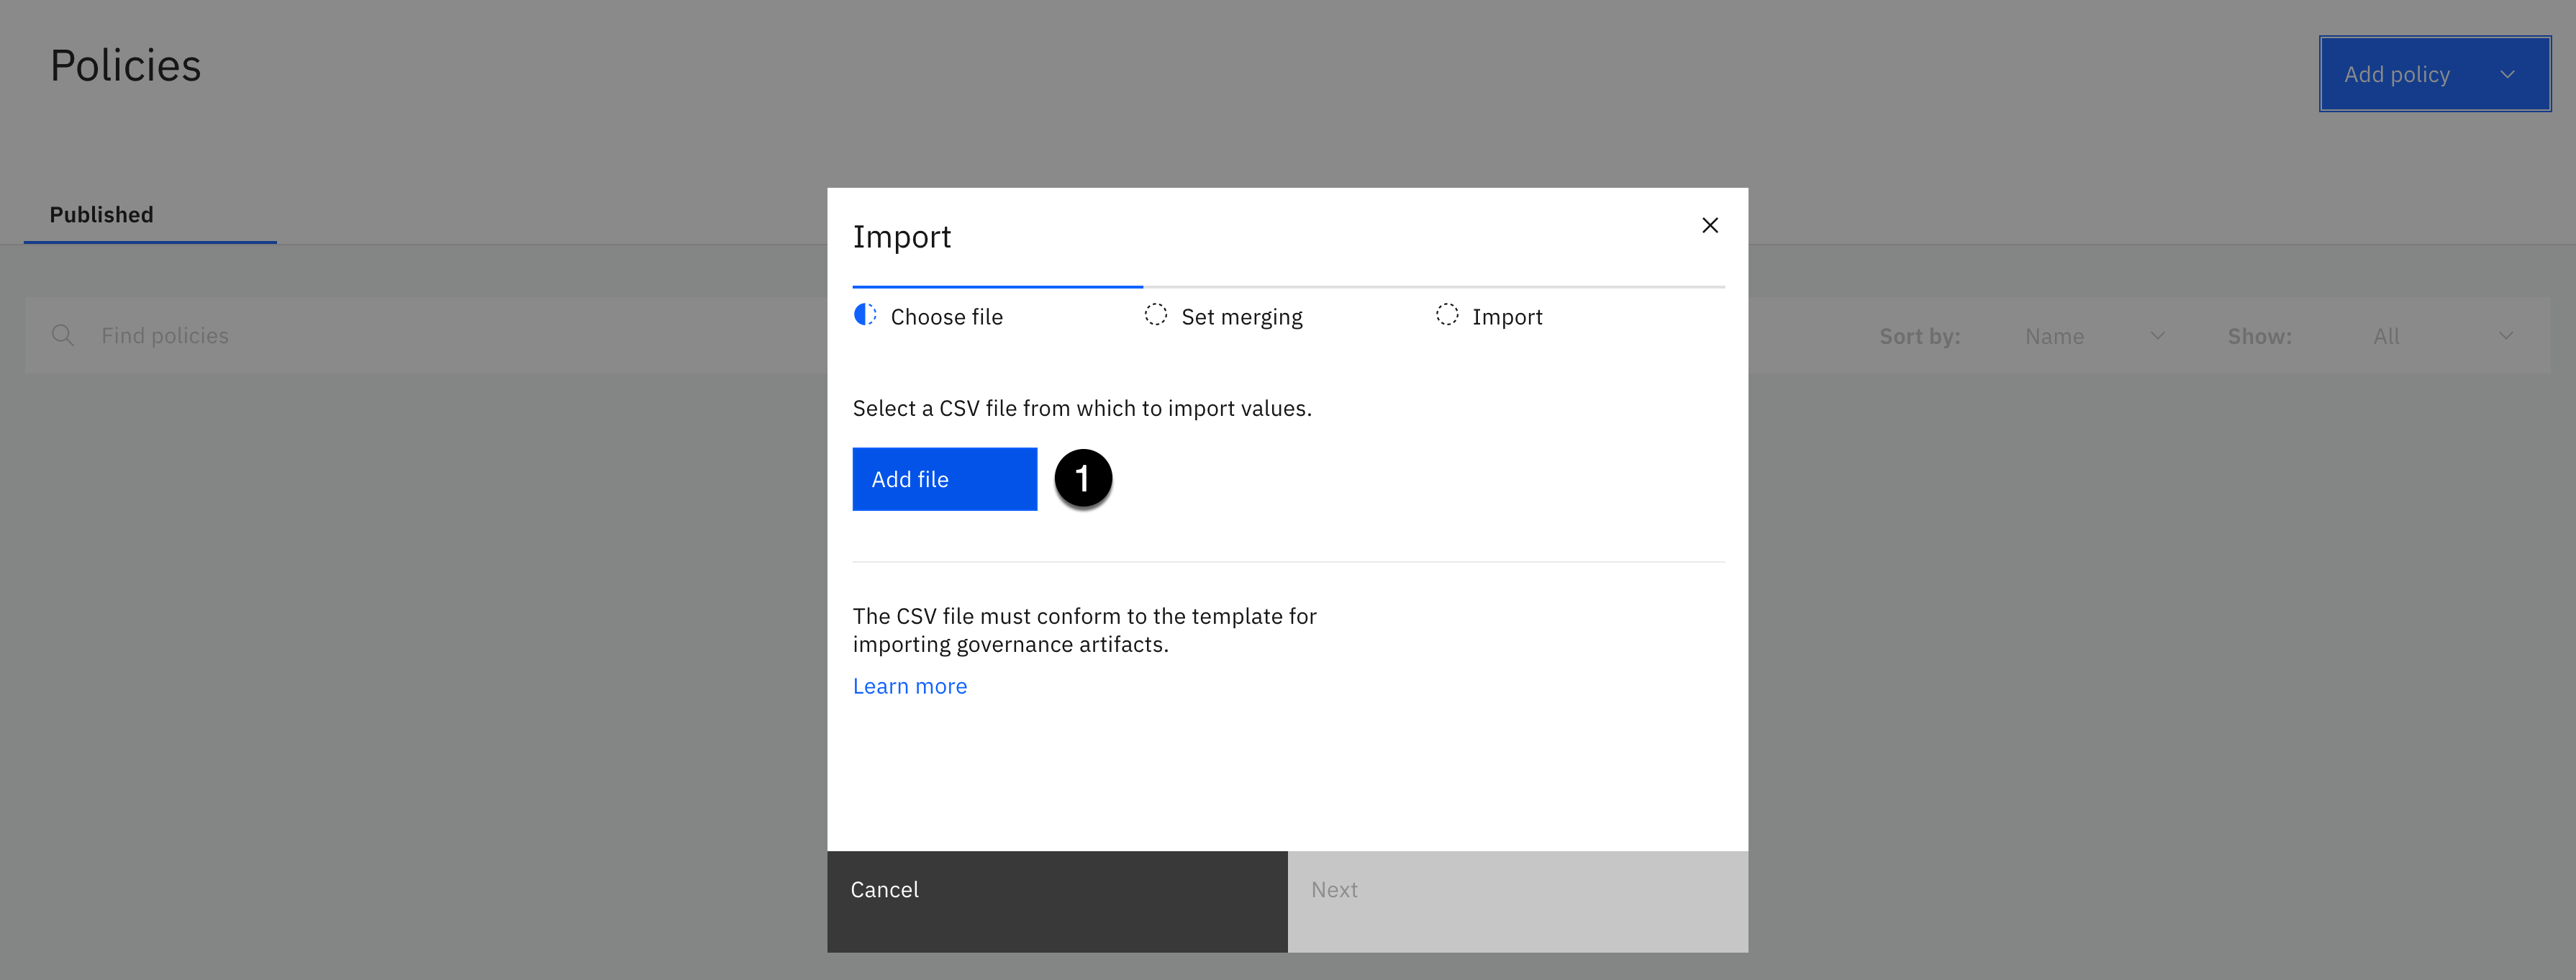 Policies
Add policy
Published
Find policies
Sort by: Name Show: All
Import
Choose file Set merging Import
Select a CSV file from which to import values.
Add file 1
The CSV file must conform to the template for
importing governance artifacts.
Learn more
Cancel Next